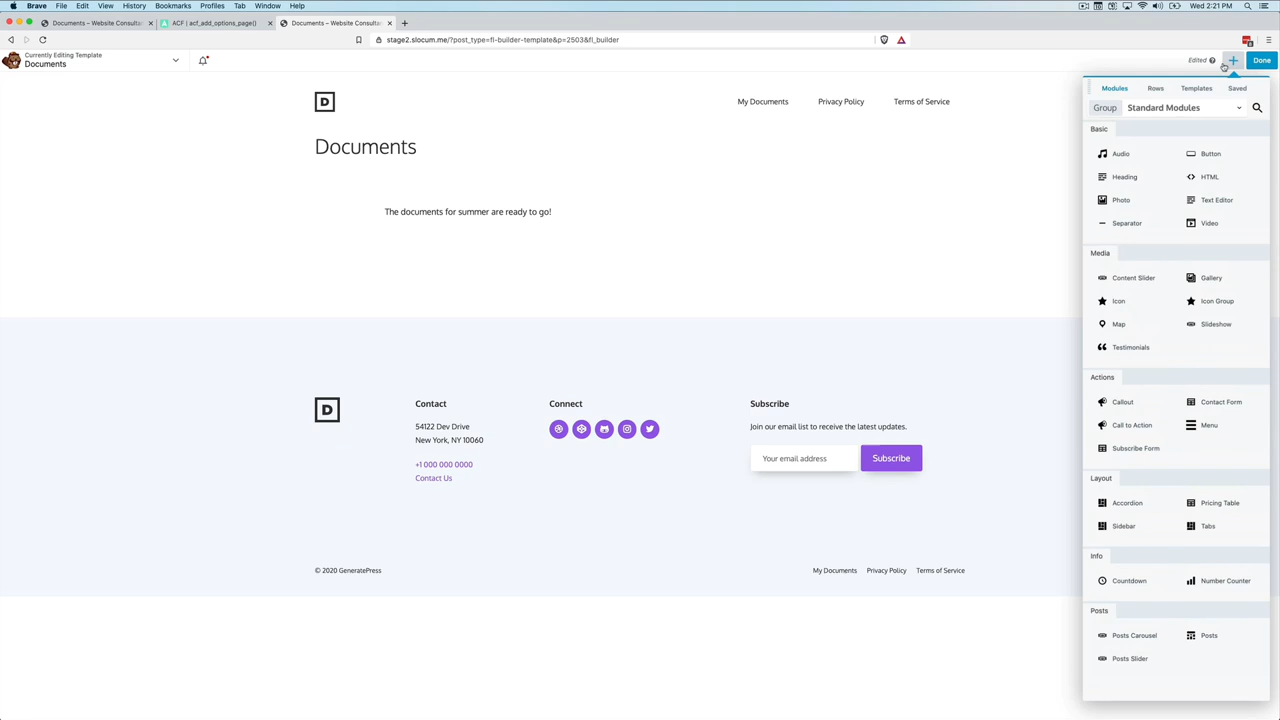 Brave File Edit View History Bookmarks Profiles Tab Window Help Wed 2:21 PM
Documents – Website Consultan × ACF | acf_add_options_page() × Documents – Website Consultan × +
stage2.slocum.me/?post_type=fl-builder-template&p=2503&fl_builder
Currently Editing Template
Documents
Edited ? + Done
Modules Rows Templates Saved
Group Standard Modules
Basic
Audio Button
Heading HTML
Photo Text Editor
Separator Video
Media
Content Slider Gallery
Icon Icon Group
Map Slideshow
Testimonials
Actions
Callout Contact Form
Call to Action Menu
Subscribe Form
Layout
Accordion Pricing Table
Sidebar Tabs
Info
Countdown Number Counter
Posts
Posts Carousel Posts
Posts Slider
D My Documents Privacy Policy Terms of Service
Documents
The documents for summer are ready to go!
D
Contact
54122 Dev Drive
New York, NY 10060
+1 000 000 0000
Contact Us
Connect
Subscribe
Join our email list to receive the latest updates.
Your email address Subscribe
© 2020 GeneratePress My Documents Privacy Policy Terms of Service